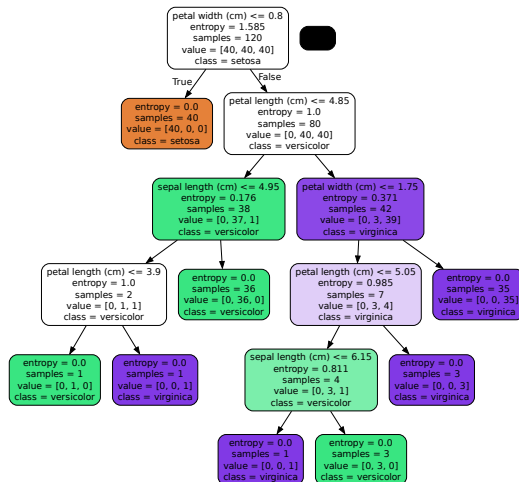 petal width (cm) <= 0.8
entropy = 1.585
samples = 120
value = [40, 40, 40]
class = setosa
True
False
entropy = 0.0
samples = 40
value = [40, 0, 0]
class = setosa
petal length (cm) <= 4.85
entropy = 1.0
samples = 80
value = [0, 40, 40]
class = versicolor
sepal length (cm) <= 4.95
entropy = 0.176
samples = 38
value = [0, 37, 1]
class = versicolor
petal width (cm) <= 1.75
entropy = 0.371
samples = 42
value = [0, 3, 39]
class = virginica
petal length (cm) <= 3.9
entropy = 1.0
samples = 2
value = [0, 1, 1]
class = versicolor
entropy = 0.0
samples = 36
value = [0, 36, 0]
class = versicolor
petal length (cm) <= 5.05
entropy = 0.985
samples = 7
value = [0, 3, 4]
class = virginica
entropy = 0.0
samples = 35
value = [0, 0, 35]
class = virginica
entropy = 0.0
samples = 1
value = [0, 1, 0]
class = versicolor
entropy = 0.0
samples = 1
value = [0, 0, 1]
class = virginica
sepal length (cm) <= 6.15
entropy = 0.811
samples = 4
value = [0, 3, 1]
class = versicolor
entropy = 0.0
samples = 3
value = [0, 0, 3]
class = virginica
entropy = 0.0
samples = 1
value = [0, 0, 1]
class = virginica
entropy = 0.0
samples = 3
value = [0, 3, 0]
class = versicolor